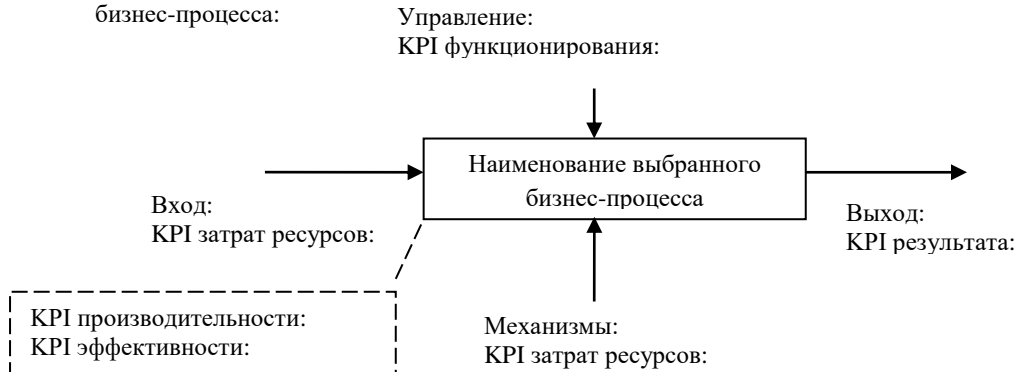 бизнес-процесса:
Управление:
KPI функционирования:
Наименование выбранного
бизнес-процесса
Вход:
KPI затрат ресурсов:
Выход:
KPI результата:
KPI производительности:
KPI эффективности:
Механизмы:
KPI затрат ресурсов: